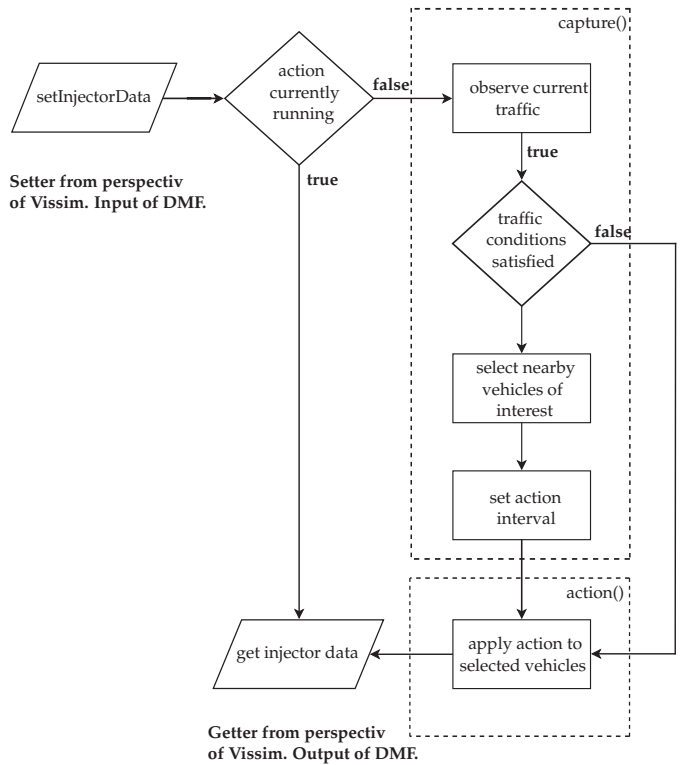 capture()
setInjectorData
action
currently
running
false
observe current
traffic
true
true
Setter from perspectiv
of Vissim. Input of DMF.
traffic
conditions
satisfied
false
select nearby
vehicles of
interest
set action
interval
action()
get injector data
apply action to
selected vehicles
Getter from perspectiv
of Vissim. Output of DMF.